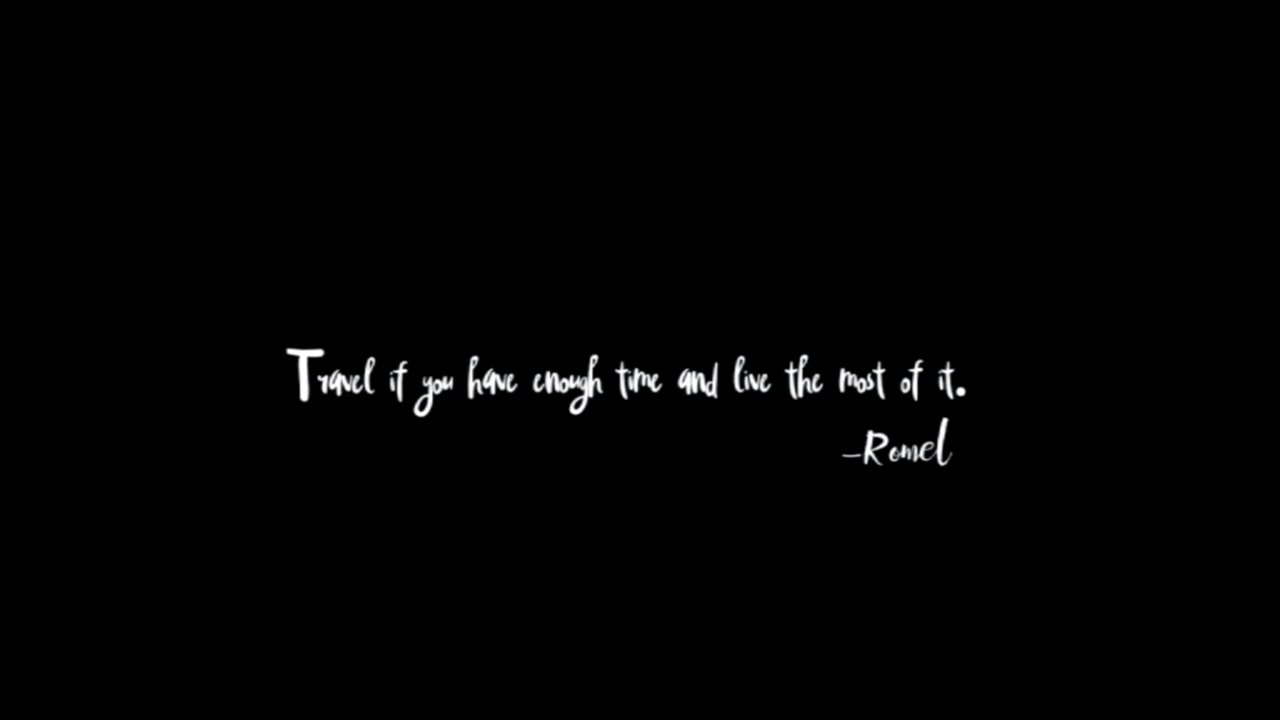 Travel if you have enough time and live the most of it.
–Romel